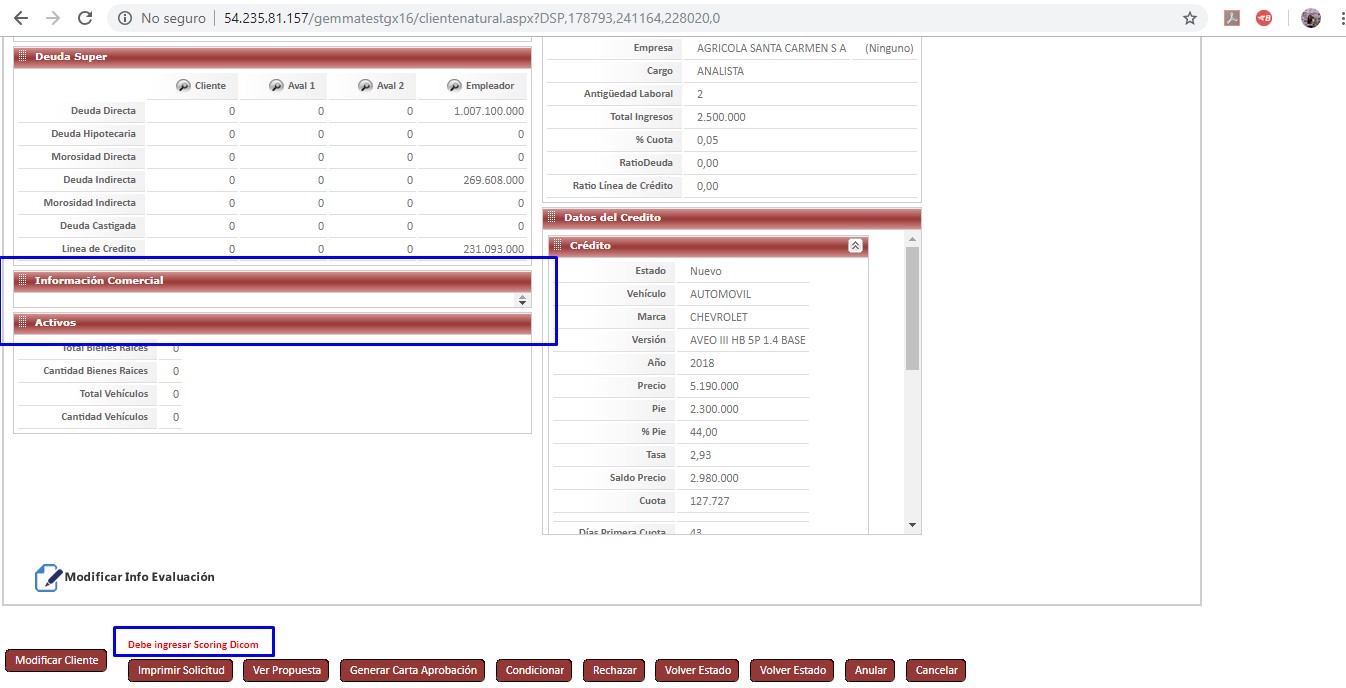 No seguro
54.235.81.157/gemmatestgx16/clientenatural.aspx?DSP,178793,241164,228020,0
Deuda Super
Cliente Aval 1 Aval 2 Empleador
Deuda Directa 0 0 0 1.007.100.000
Deuda Hipotecaria 0 0 0 0
Morosidad Directa 0 0 0 0
Deuda Indirecta 0 0 0 269.608.000
Morosidad Indirecta 0 0 0 0
Deuda Castigada 0 0 0 0
Linea de Credito 0 0 0 231.093.000
Información Comercial
Activos
Total Bienes Raices 0
Cantidad Bienes Raices 0
Total Vehículos 0
Cantidad Vehículos 0
Empresa AGRICOLA SANTA CARMEN S A (Ninguno)
Cargo ANALISTA
Antigüedad Laboral 2
Total Ingresos 2.500.000
% Cuota 0,05
RatioDeuda 0,00
Ratio Línea de Crédito 0,00
Datos del Credito
Crédito
Estado Nuevo
Vehículo AUTOMOVIL
Marca CHEVROLET
Versión AVEO III HB 5P 1.4 BASE
Año 2018
Precio 5.190.000
Pie 2.300.000
% Pie 44,00
Tasa 2,93
Saldo Precio 2.980.000
Cuota 127.727
Días Primera Cuota 43
Modificar Info Evaluación
Debe ingresar Scoring Dicom
Modificar Cliente Imprimir Solicitud Ver Propuesta Generar Carta Aprobación Condicionar Rechazar Volver Estado Volver Estado Anular Cancelar